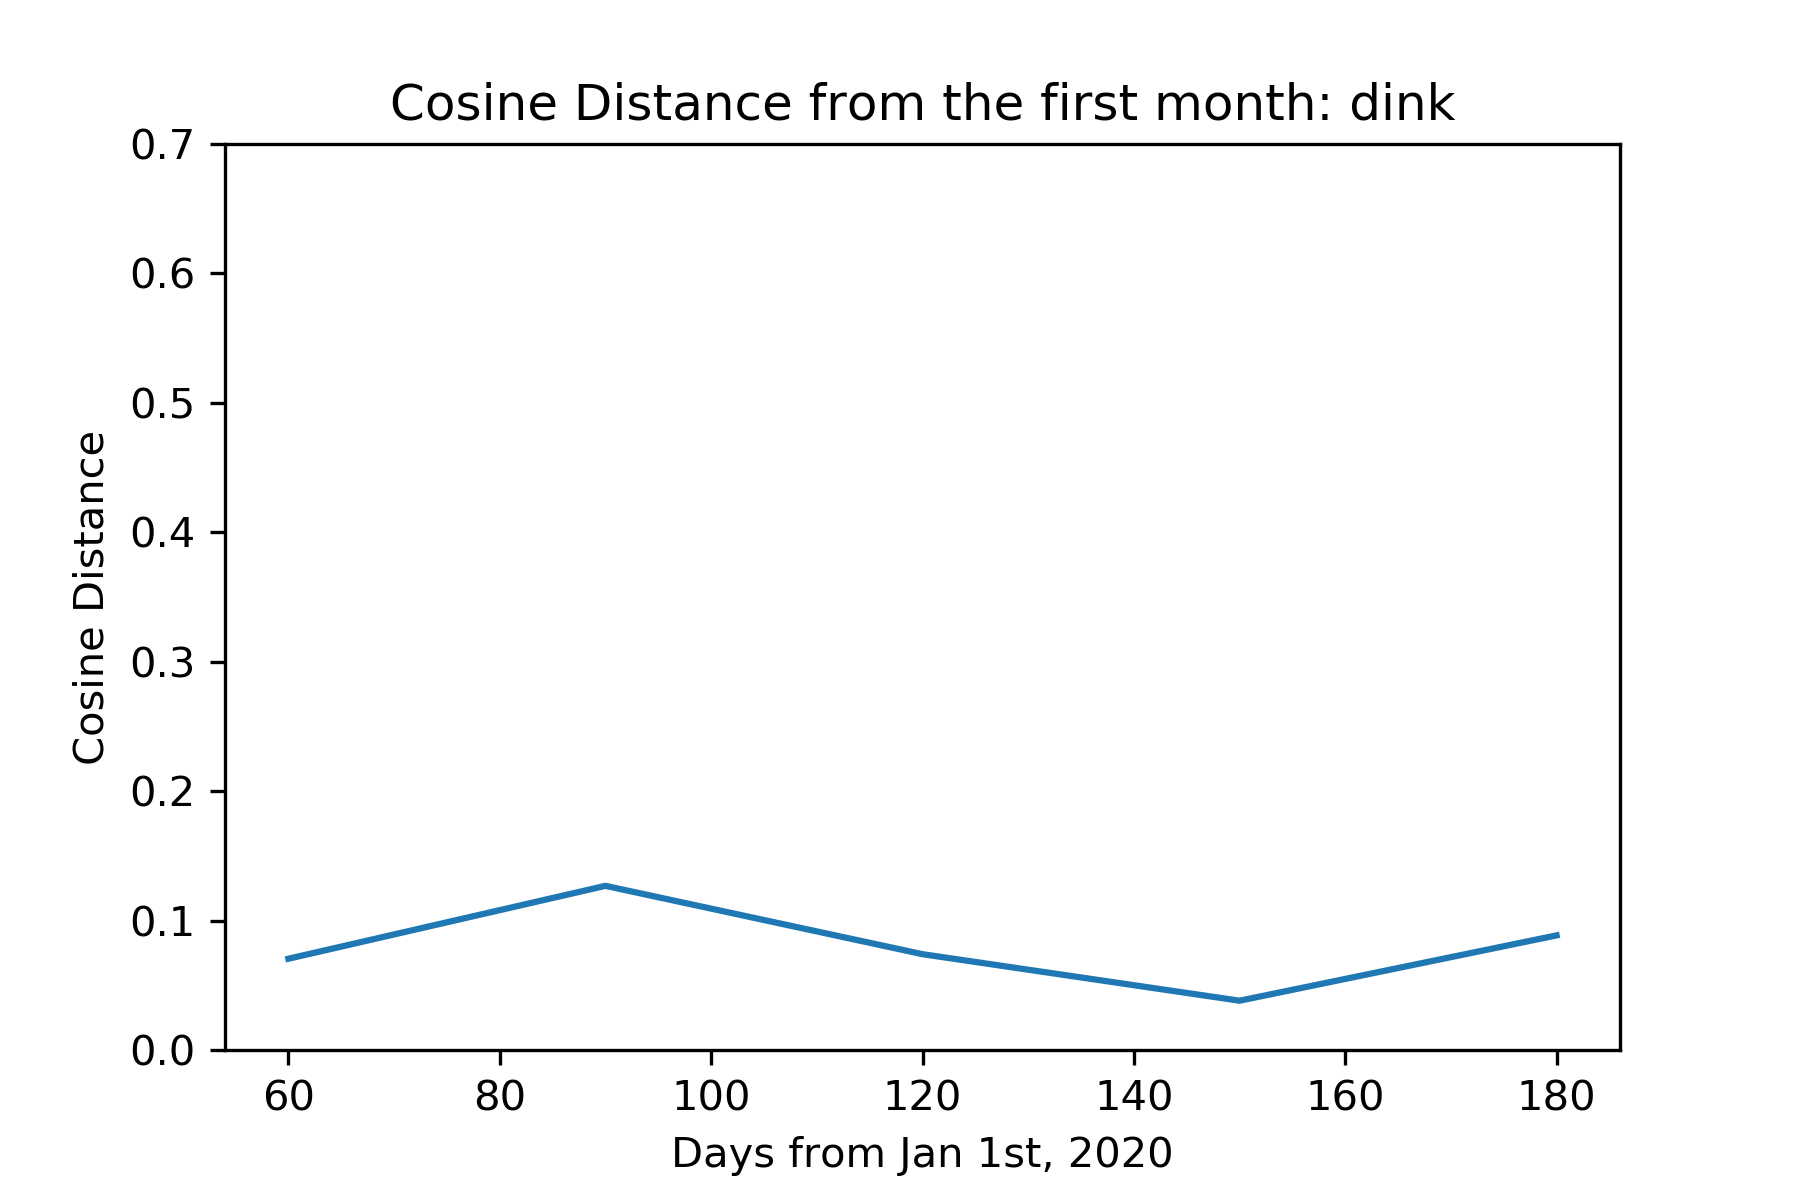 Cosine Distance from the first month: dink
0.7
0.6
0.5
0.4
0.3
0.2
0.1
0.0
Cosine Distance
60 80 100 120 140 160 180
Days from Jan 1st, 2020